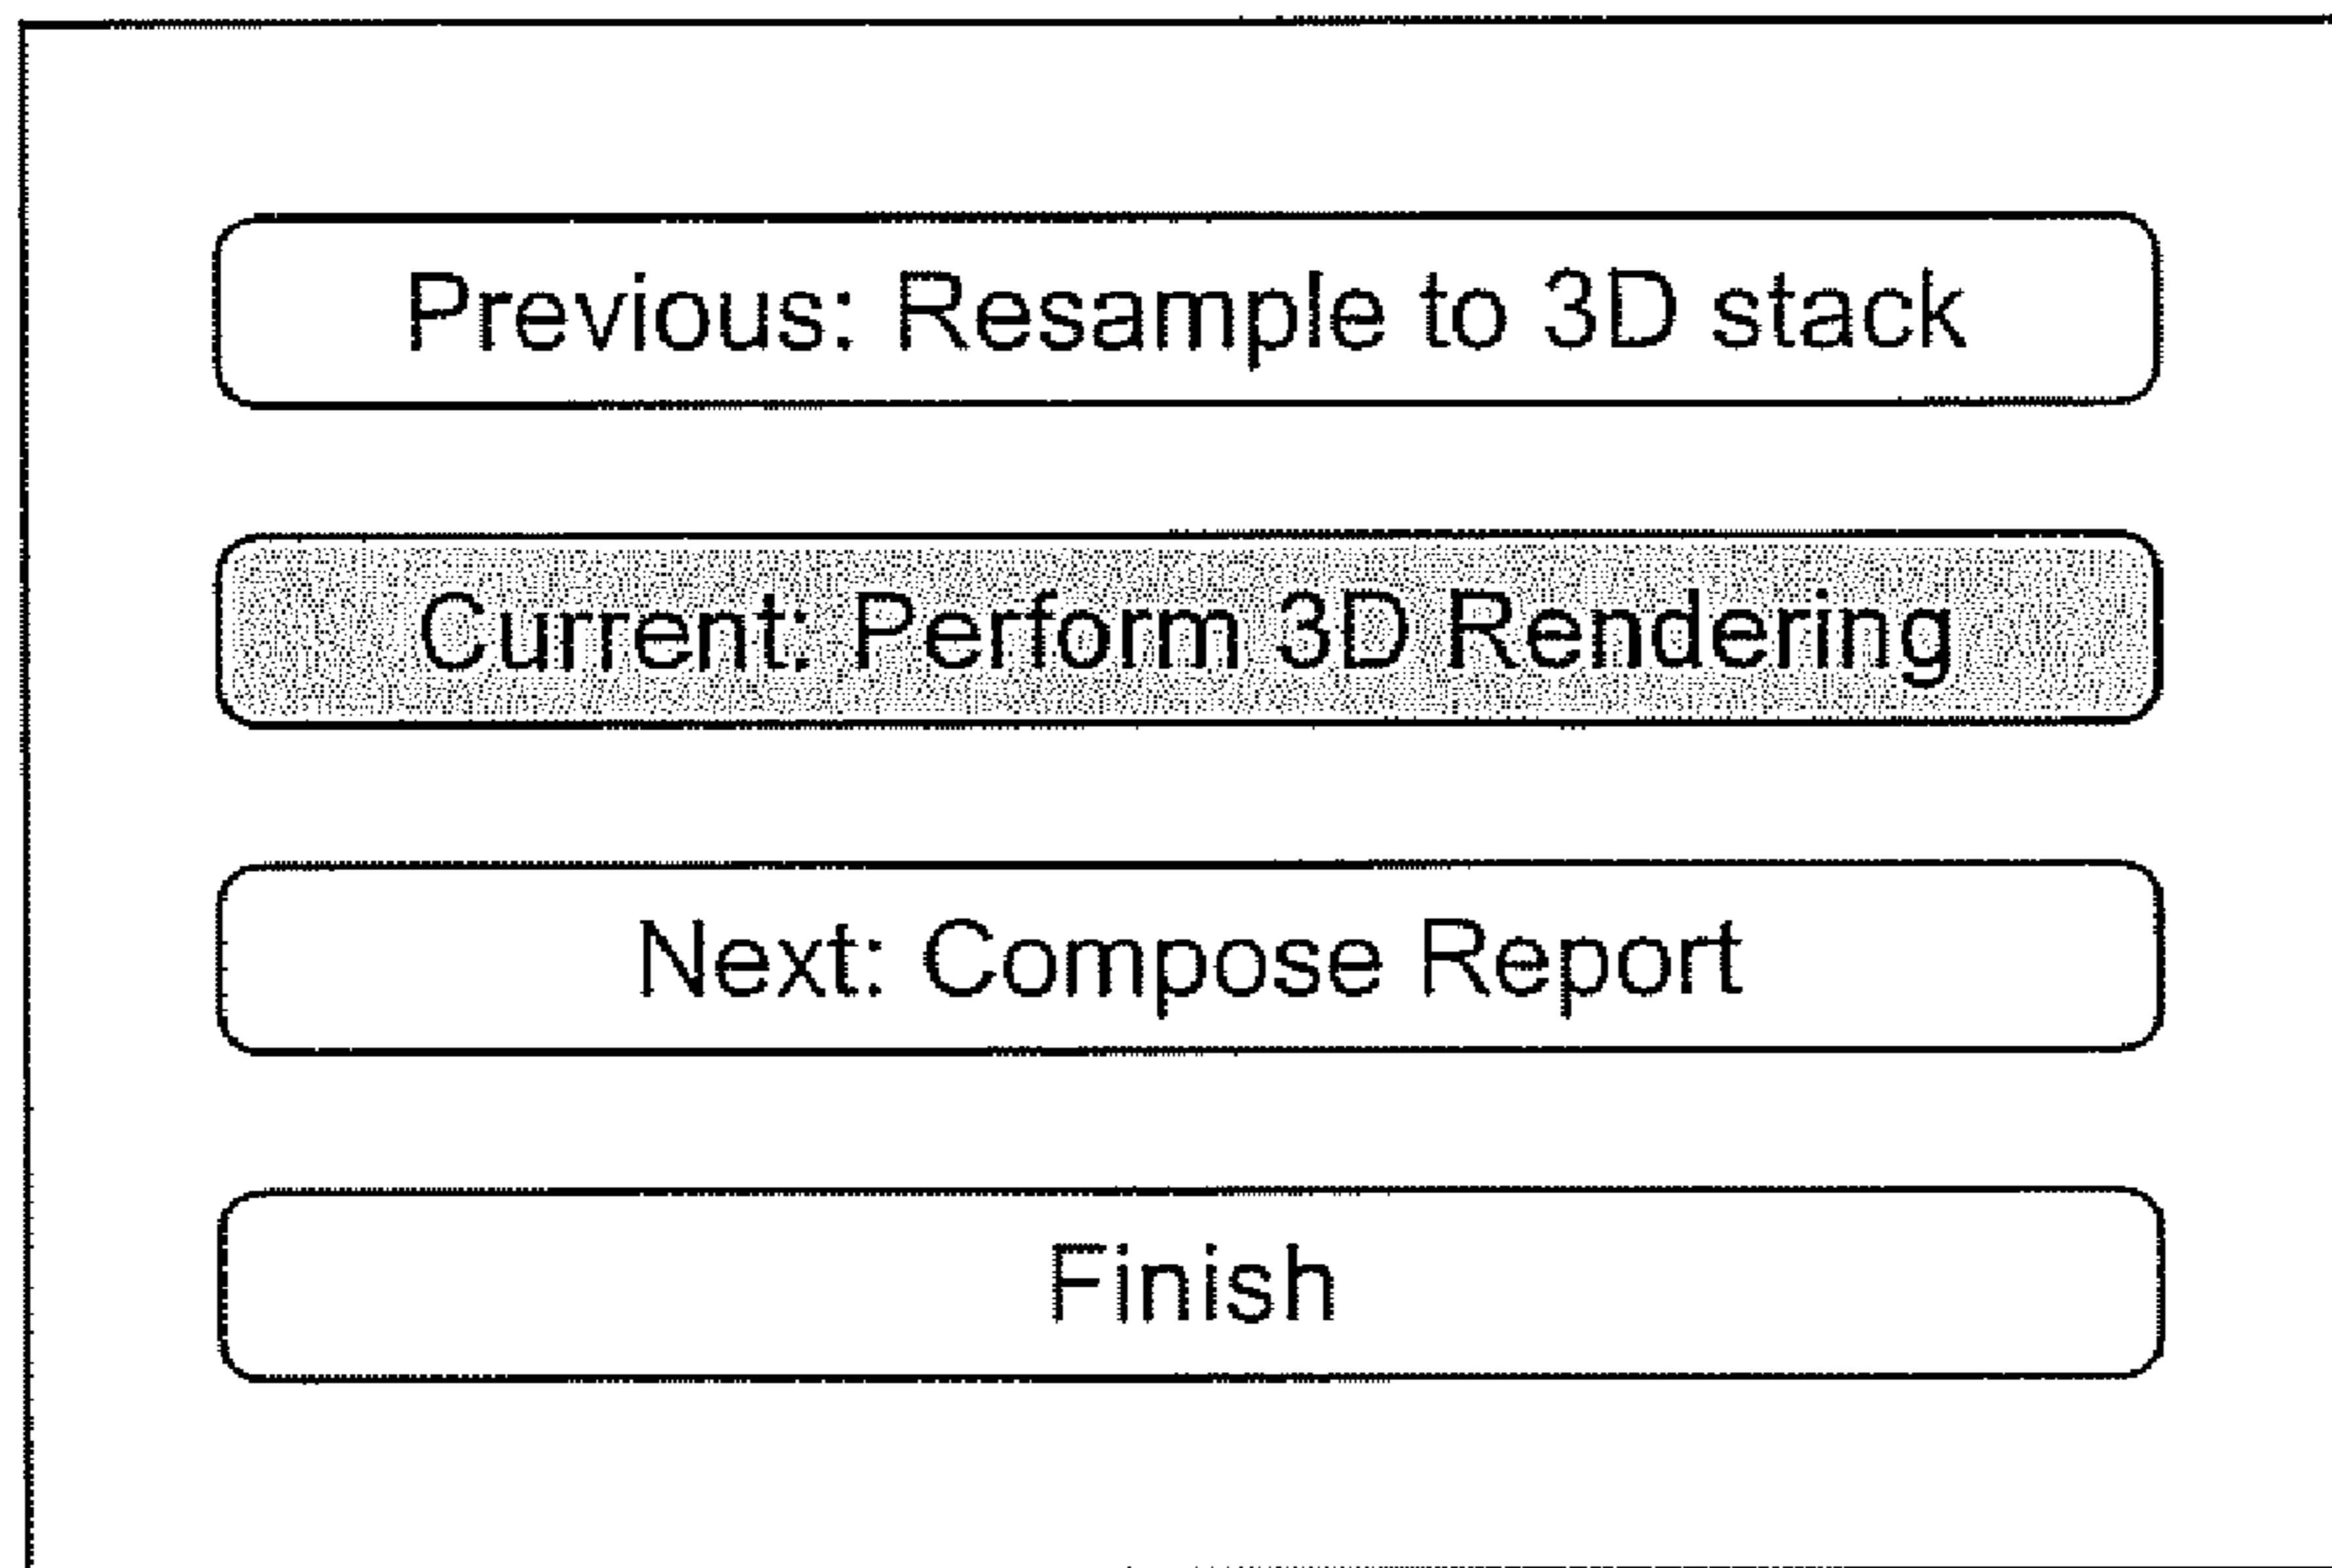 Previous: Resample to 3D stack
Current: Perform 3D Rendering
Next: Compose Report
Finish